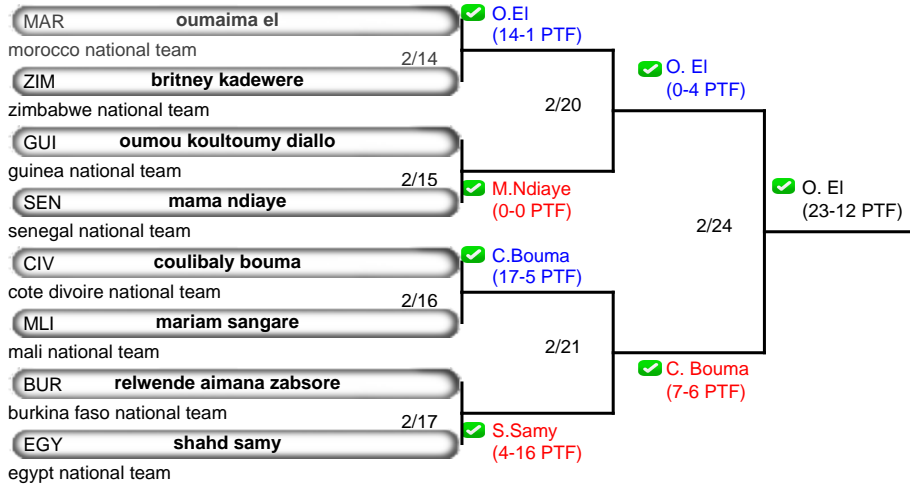 MAR oumaima el
morocco national team
2/14
ZIM britney kadewere
zimbabwe national team
GUI oumou koultoumy diallo
guinea national team
2/15
SEN mama ndiaye
senegal national team
CIV coulibaly bouma
cote divoire national team
2/16
MLI mariam sangare
mali national team
BUR relwende aimana zabsore
burkina faso national team
2/17
EGY shahd samy
egypt national team
O.El
(14-1 PTF)
M.Ndiaye
(0-0 PTF)
C.Bouma
(17-5 PTF)
S.Samy
(4-16 PTF)
2/20
2/21
O. El
(0-4 PTF)
C. Bouma
(7-6 PTF)
2/24
O. El
(23-12 PTF)